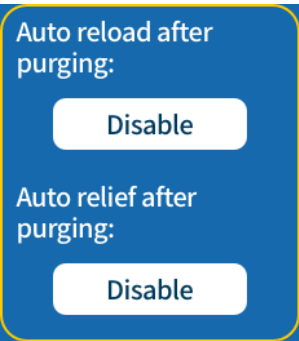 Auto reload after
purging:
Disable
Auto relief after
purging:
Disable